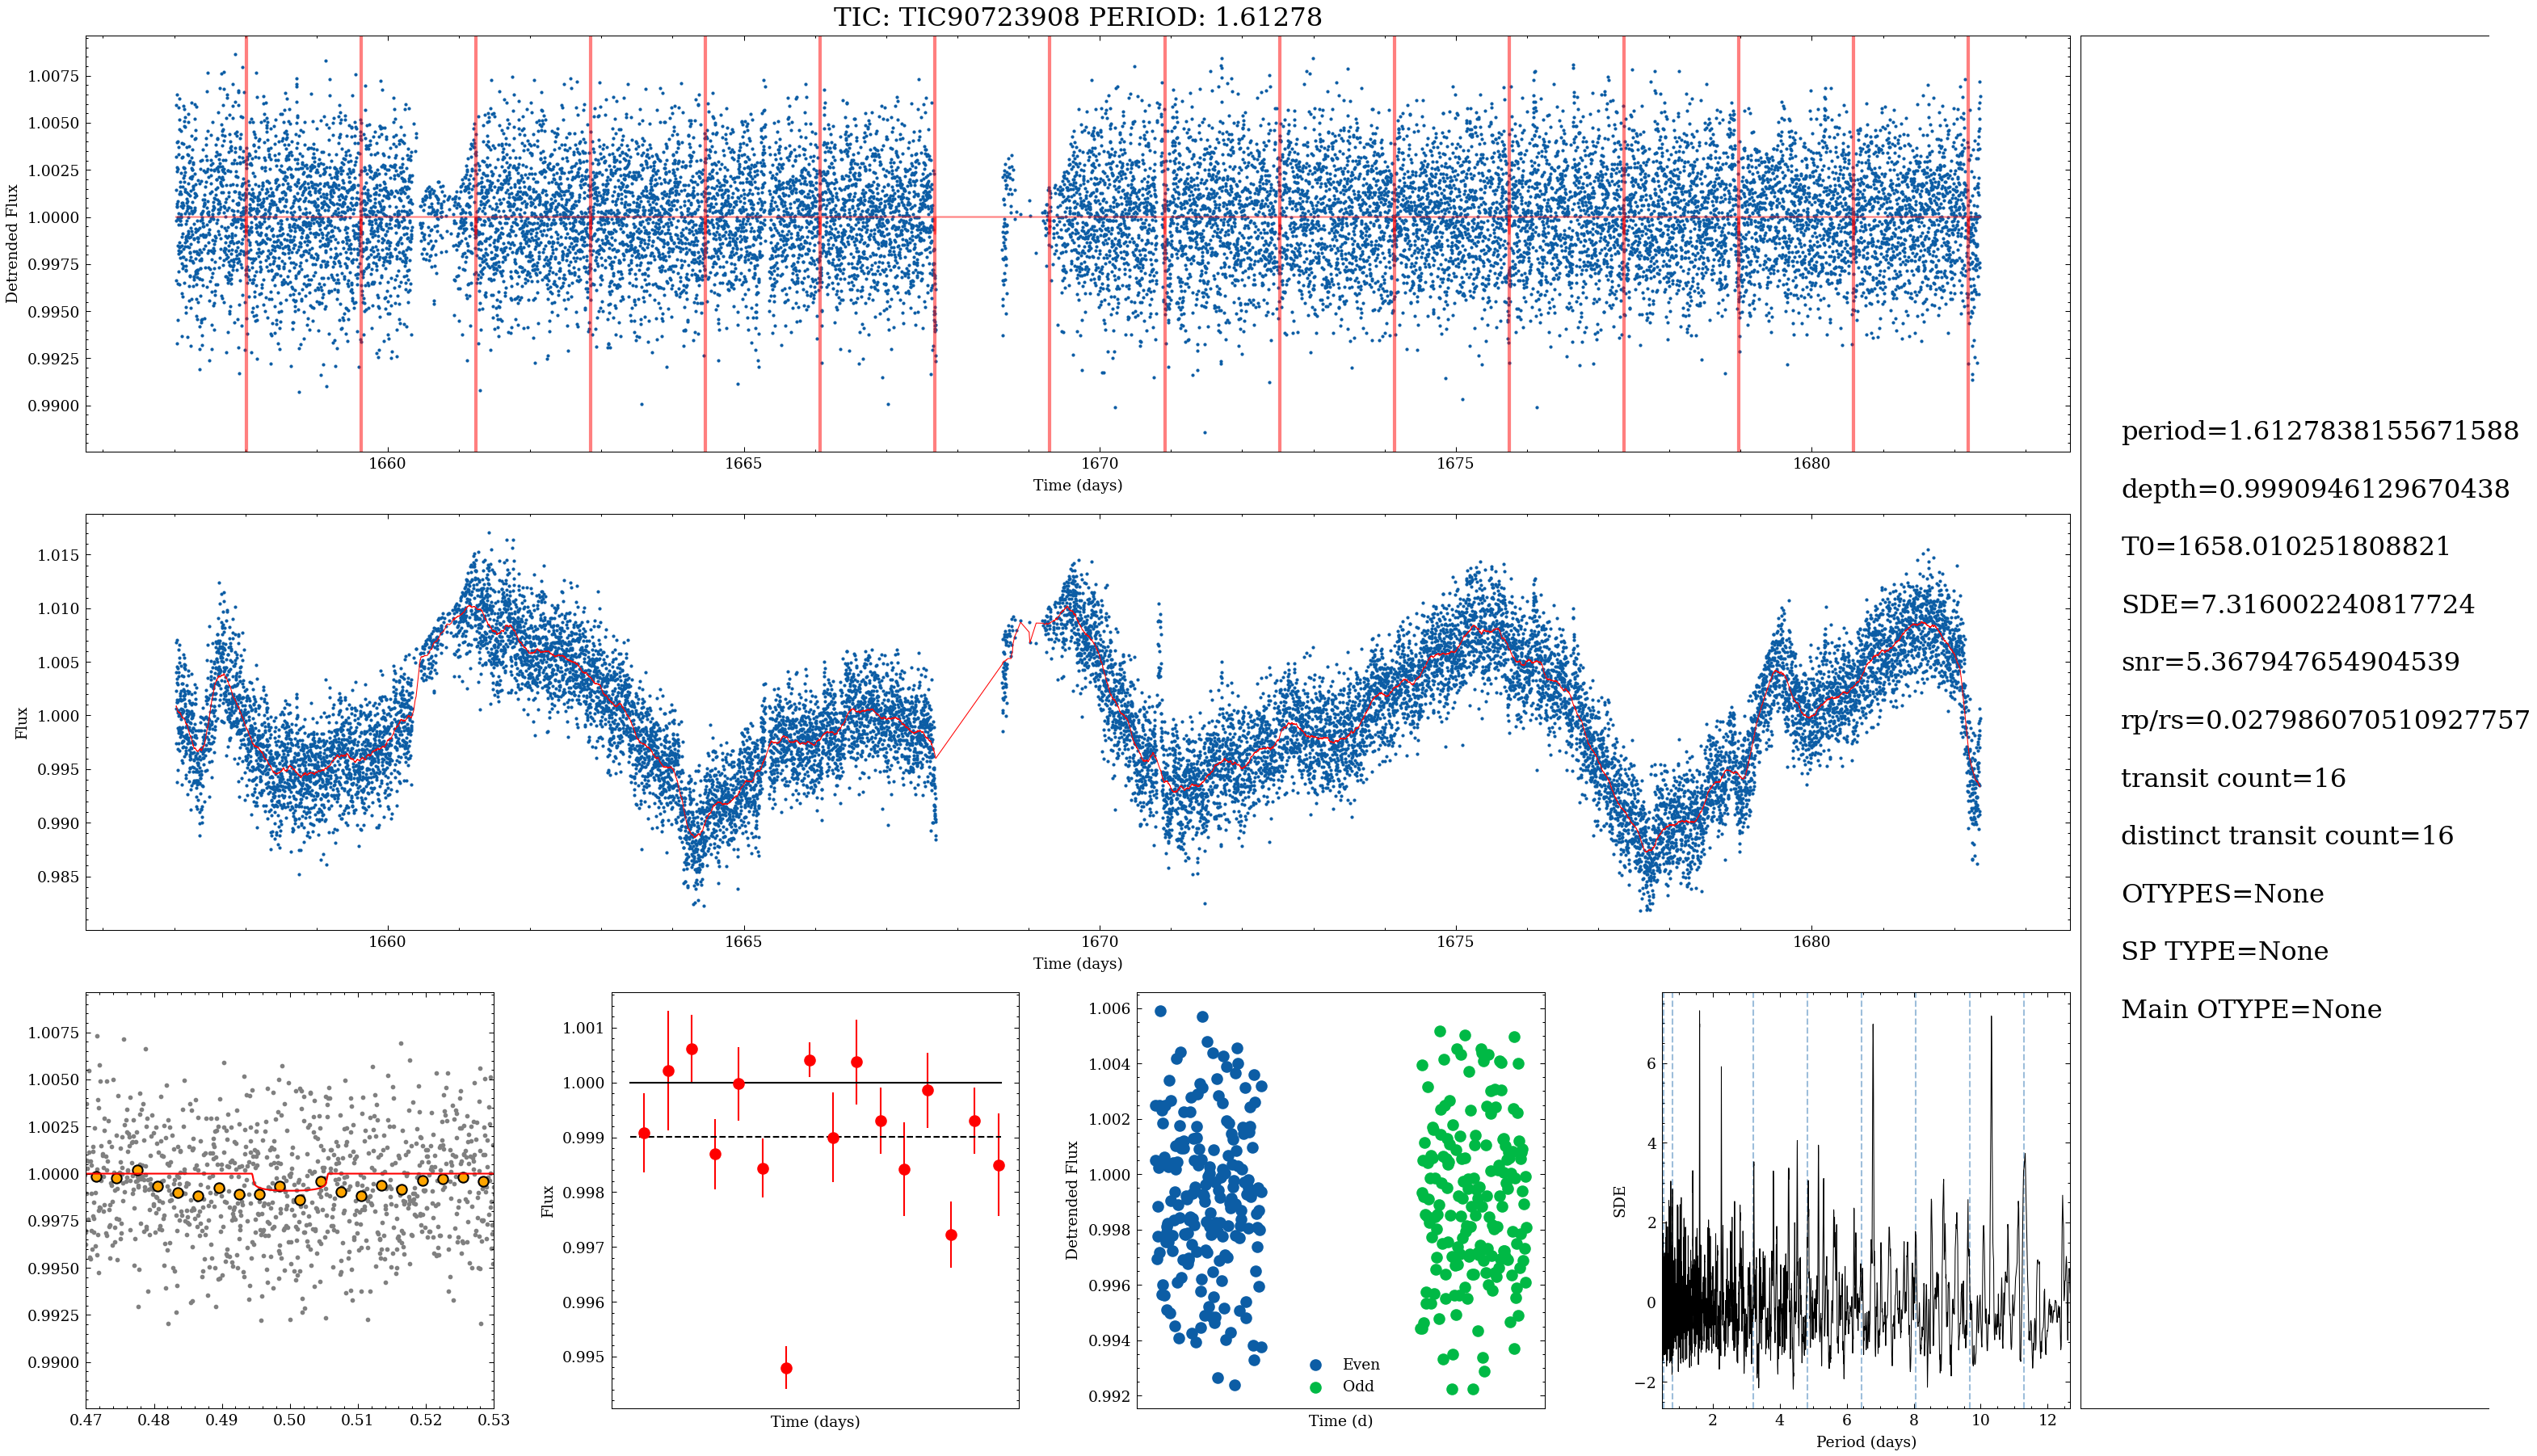 TIC: TIC90723908 PERIOD: 1.61278
1.0075
1.0050
1.0025
1.0000
0.9975
0.9950
0.9925
0.9900
Detrended Flux
1660
1665
1670
1675
1680
Time (days)
1.015
1.010
1.005
1.000
0.995
0.990
0.985
Flux
1660
1665
1670
1675
1680
Time (days)
1.0075
1.0050
1.0025
1.0000
0.9975
0.9950
0.9925
0.9900
0.47
0.48
0.49
0.50
0.51
0.52
0.53
1.001
1.000
0.999
0.998
0.997
0.996
0.995
Flux
Time (days)
1.006
1.004
1.002
1.000
0.998
0.996
0.994
0.992
Detrended Flux
Even
Odd
Time (d)
6
4
2
0
−2
SDE
2
4
6
8
10
12
Period (days)
period=1.6127838155671588
depth=0.9990946129670438
T0=1658.010251808821
SDE=7.316002240817724
snr=5.367947654904539
rp/rs=0.027986070510927757
transit count=16
distinct transit count=16
OTYPES=None
SP TYPE=None
Main OTYPE=None